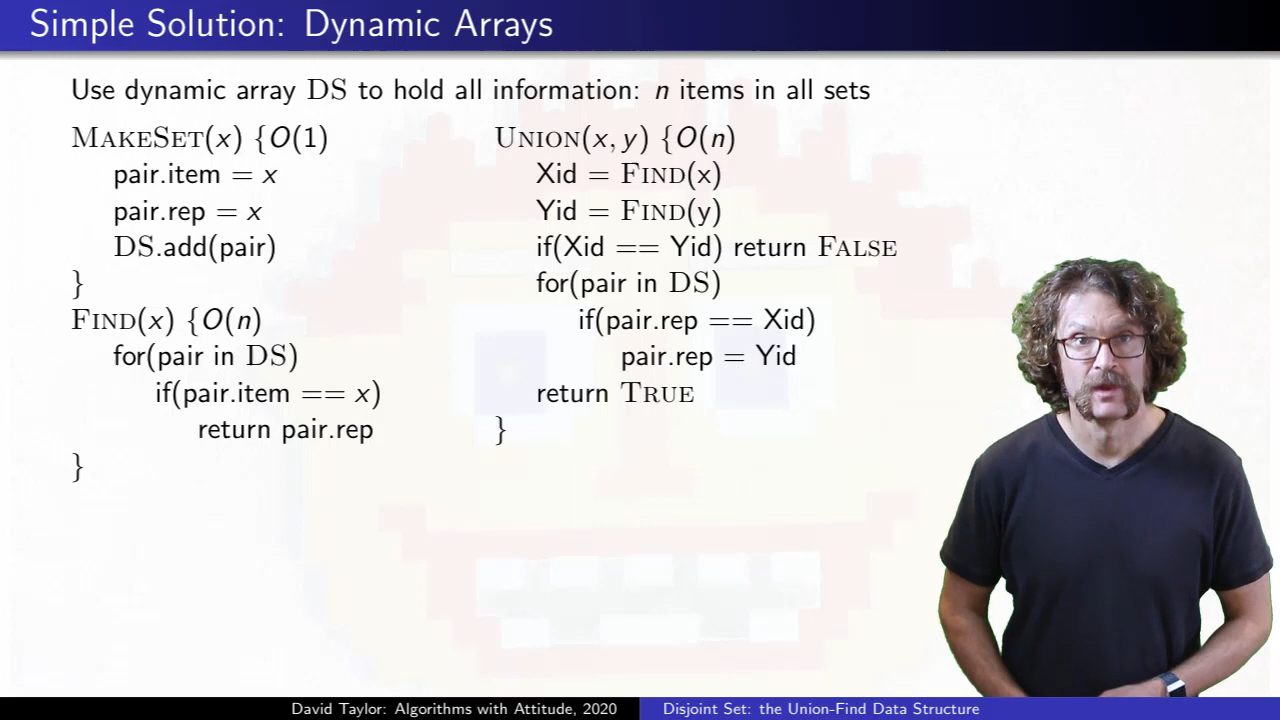 Simple Solution: Dynamic Arrays
Use dynamic array DS to hold all information: n items in all sets
MAKESET(x) {O(1)
pair.item = x
pair.rep = x
DS.add(pair)
}
FIND(x) {O(n)
for(pair in DS)
if(pair.item == x)
return pair.rep
}
UNION(x, y) {O(n)
Xid = FIND(x)
Yid = FIND(y)
if(Xid == Yid) return FALSE
for(pair in DS)
if(pair.rep == Xid)
pair.rep = Yid
return TRUE
}
David Taylor: Algorithms with Attitude, 2020
Disjoint Set: the Union-Find Data Structure